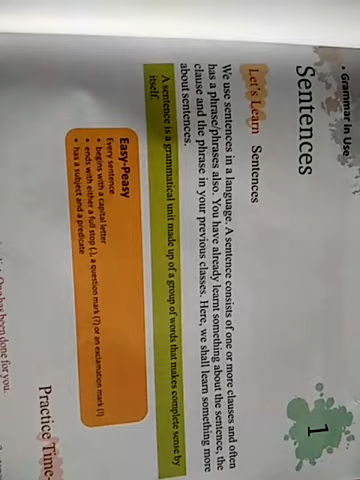 • Grammar in Use
1
Sentences
Let's Learn Sentences
We use sentences in a language. A sentence consists of one or more clauses and often
has a phrase/phrases also. You have already learnt something about the sentence, the
clause and the phrase in your previous classes. Here, we shall learn something more
about sentences.
A sentence is a grammatical unit made up of a group of words that makes complete sense by
itself.
Easy-Peasy
Every sentence
• begins with a capital letter
• ends with either a full stop (.), a question mark (?) or an exclamation mark (!)
• has a subject and a predicate
Practice Time
has been done for you.